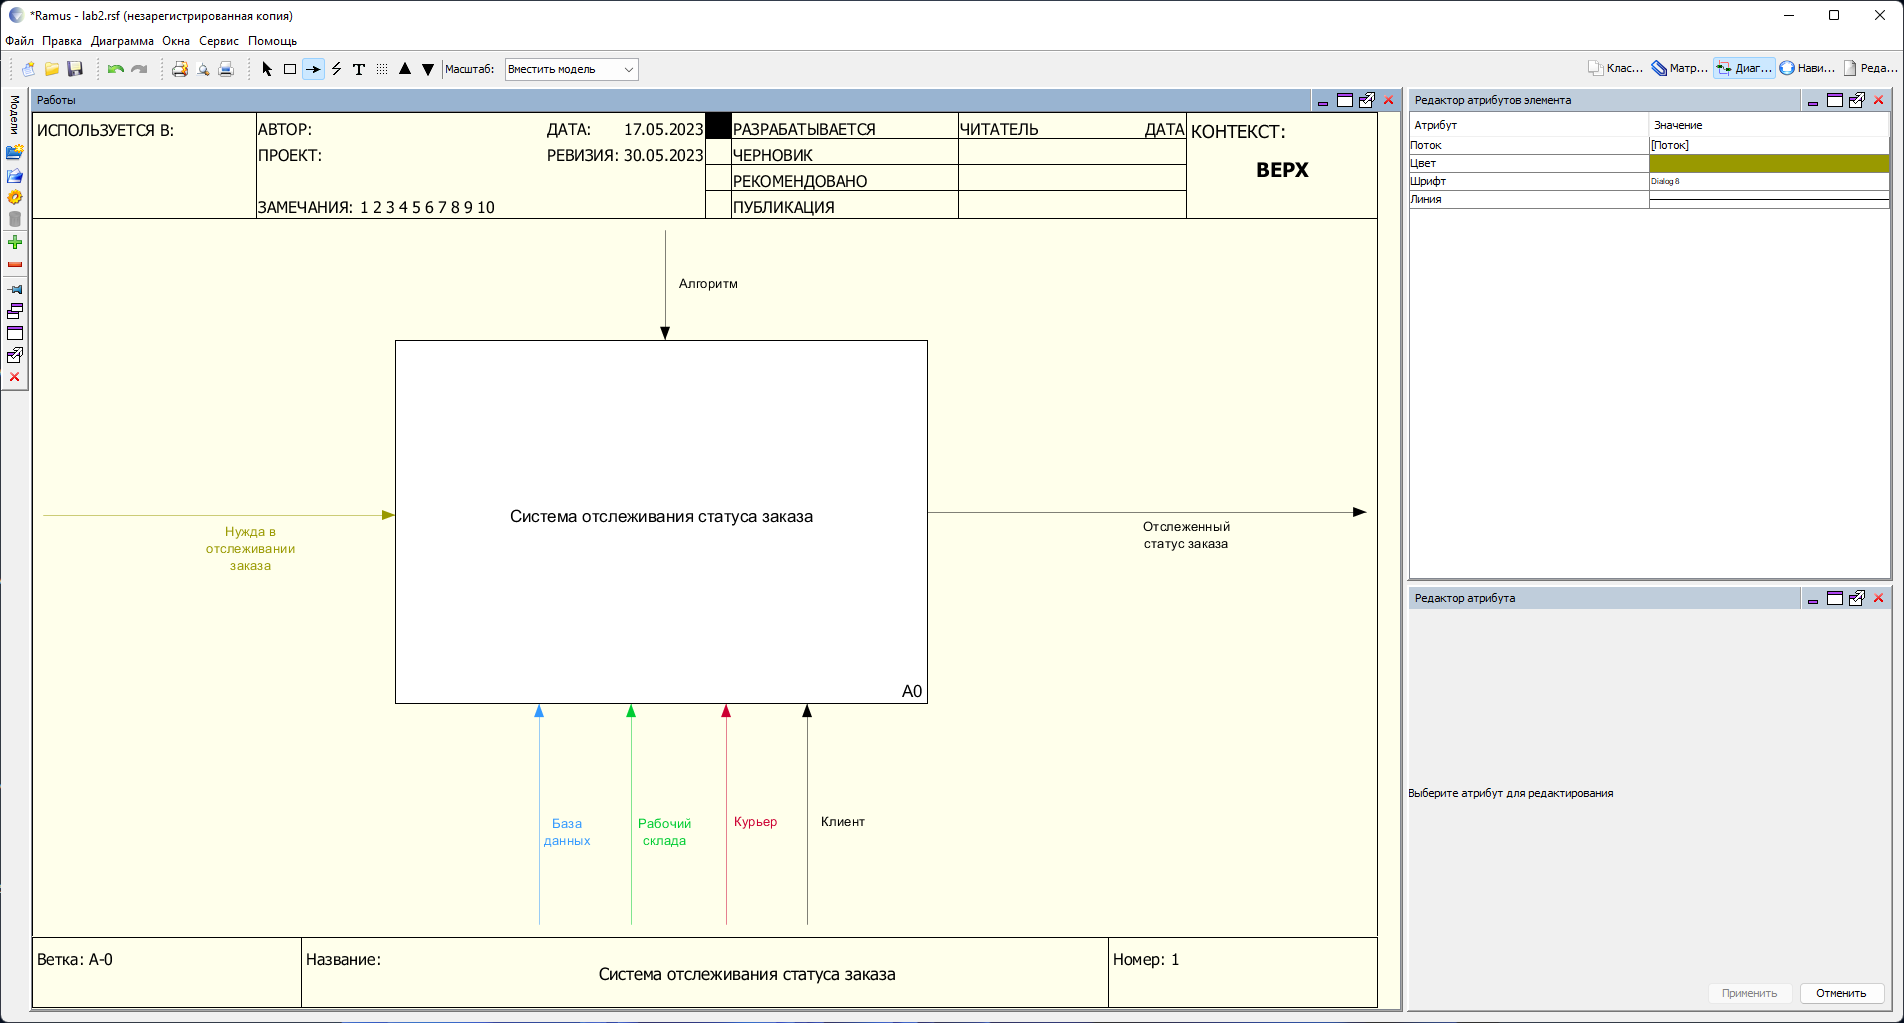 *Ramus - lab2.rsf (незарегистрированная копия)
Файл Правка Диаграмма Окна Сервис Помощь
Масштаб: Вместить модель
Клас... Матр... Диаг... Нави... Реда...
Модели
Работы
ИСПОЛЬЗУЕТСЯ В:
АВТОР: ДАТА: 17.05.2023
ПРОЕКТ: РЕВИЗИЯ: 30.05.2023
ЗАМЕЧАНИЯ: 1 2 3 4 5 6 7 8 9 10
РАЗРАБАТЫВАЕТСЯ
ЧЕРНОВИК
РЕКОМЕНДОВАНО
ПУБЛИКАЦИЯ
ЧИТАТЕЛЬ ДАТА
КОНТЕКСТ:
ВЕРХ
Алгоритм
Система отслеживания статуса заказа
A0
Нужда в
отслеживании
заказа
Отслеженный
статус заказа
База
данных
Рабочий
склада
Курьер
Клиент
Ветка: A-0
Название:
Система отслеживания статуса заказа
Номер: 1
Редактор атрибутов элемента
Атрибут Значение
Поток [Поток]
Цвет
Шрифт Dialog 8
Линия
Редактор атрибута
Выберите атрибут для редактирования
Применить Отменить